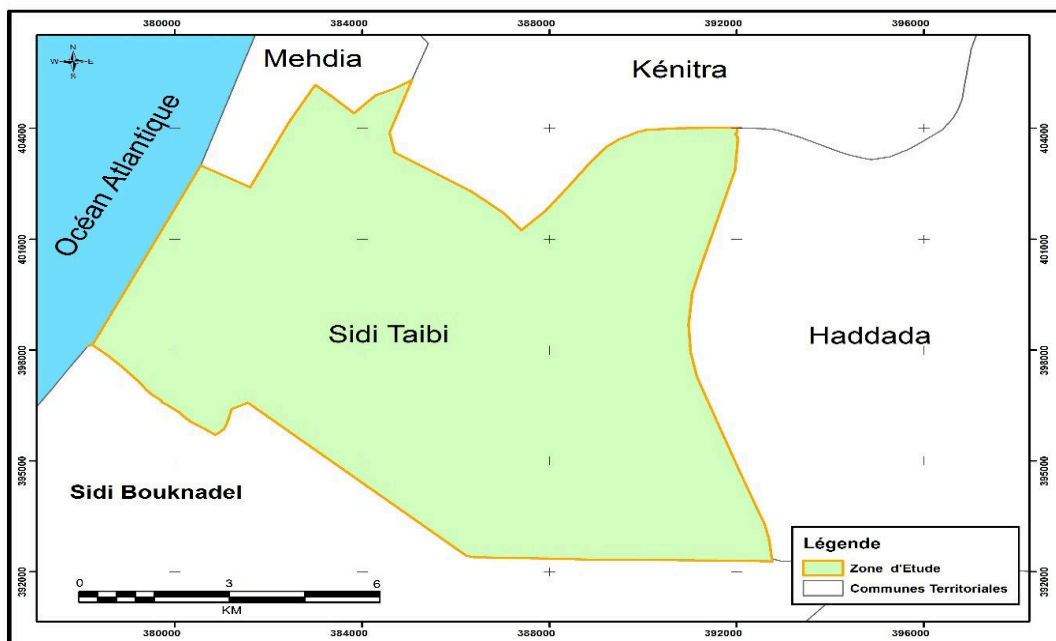 380000 384000 388000 392000 396000
N
W E
S
Mehdia
Kénitra
Océan Atlantique
404000 404000
401000 401000
Sidi Taibi
Haddada
398000 398000
395000 395000
Sidi Bouknadel
392000 392000
0 3 6
KM
Légende
Zone d'Etude
Communes Territoriales
380000 384000 388000 392000 396000